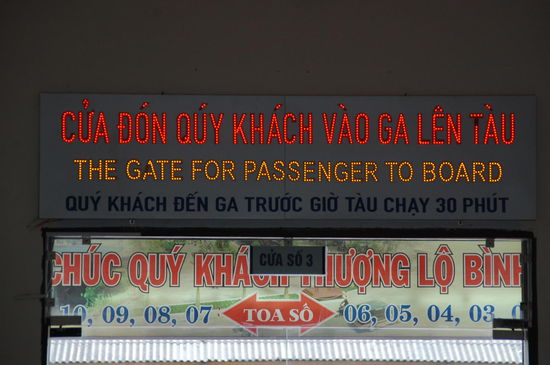 CỬA ĐÓN QÚY KHÁCH VÀO GA LÊN TÀU
THE GATE FOR PASSENGER TO BOARD
QUÝ KHÁCH ĐẾN GA TRƯỚC GIỜ TÀU CHẠY 30 PHÚT
CỬA SỐ 3
CHÚC QUÝ KHÁCH THƯỢNG LỘ BÌNH
10, 09, 08, 07 TOA SỐ 06, 05, 04, 03